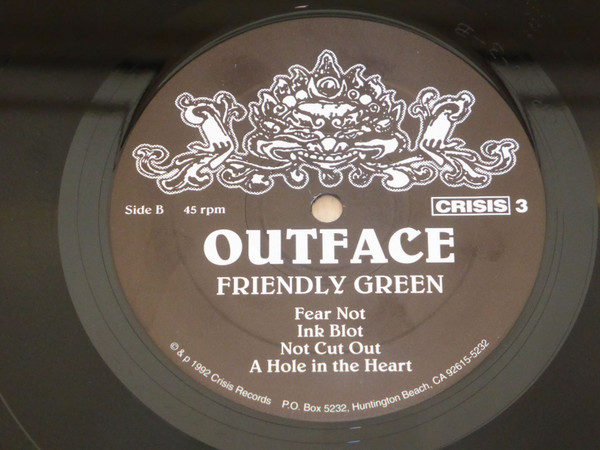 Side B 45 rpm
CRISIS 3
OUTFACE
FRIENDLY GREEN
Fear Not
Ink Blot
Not Cut Out
A Hole in the Heart
© & p 1992 Crisis Records P.O. Box 5232, Huntington Beach, CA 92615-5232